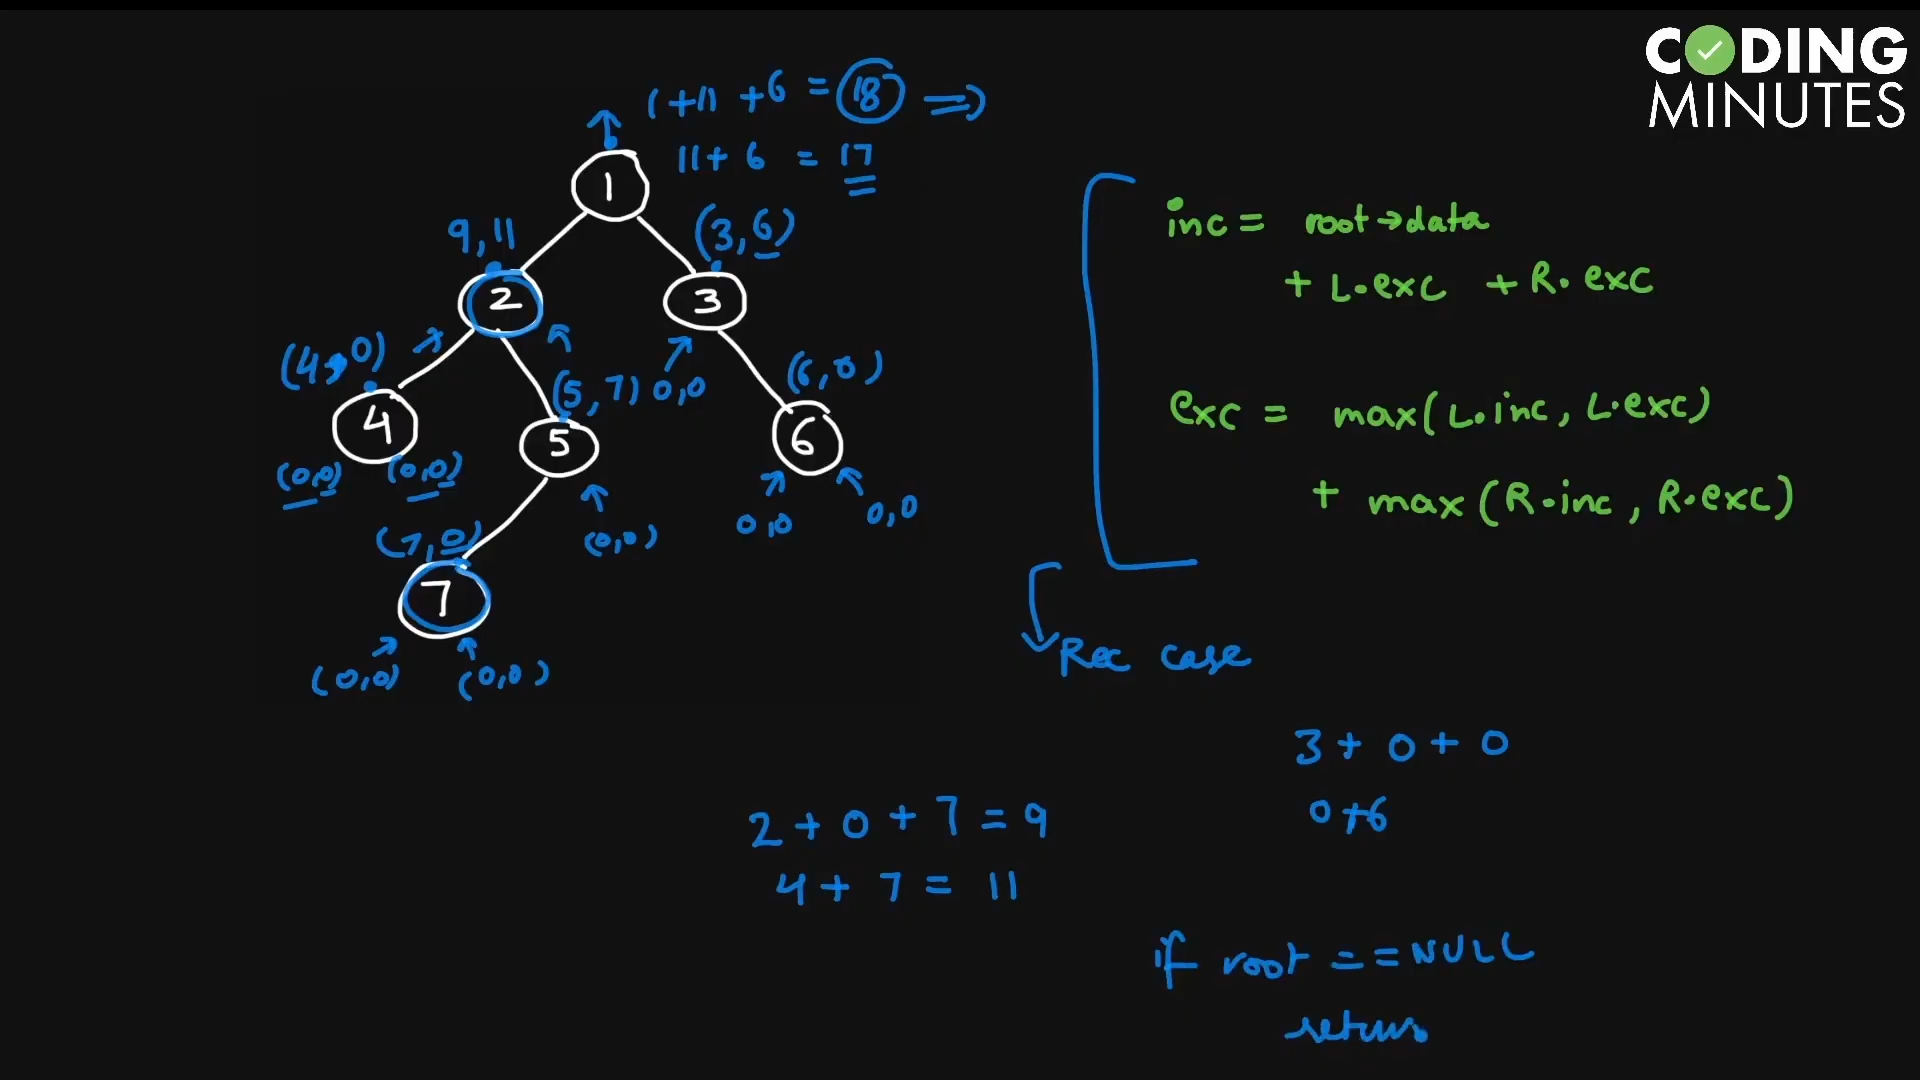 CODING
MINUTES
1+11+6 = 18 =>
11+6 = 17
1
9,11
(3,6)
2
3
(4,0)
(5,7)
0,0
(6,0)
4
5
6
(0,0) (0,0)
(7,0)
(0,0)
0,0
0,0
7
(0,0)
(0,0)
inc = root→data
+ L.exc + R.exc
exc = max(L.inc, L.exc)
+ max(R.inc, R.exc)
Rec case
3+0+0
0+6
2+0+7=9
4+7=11
if root ==NULL
return